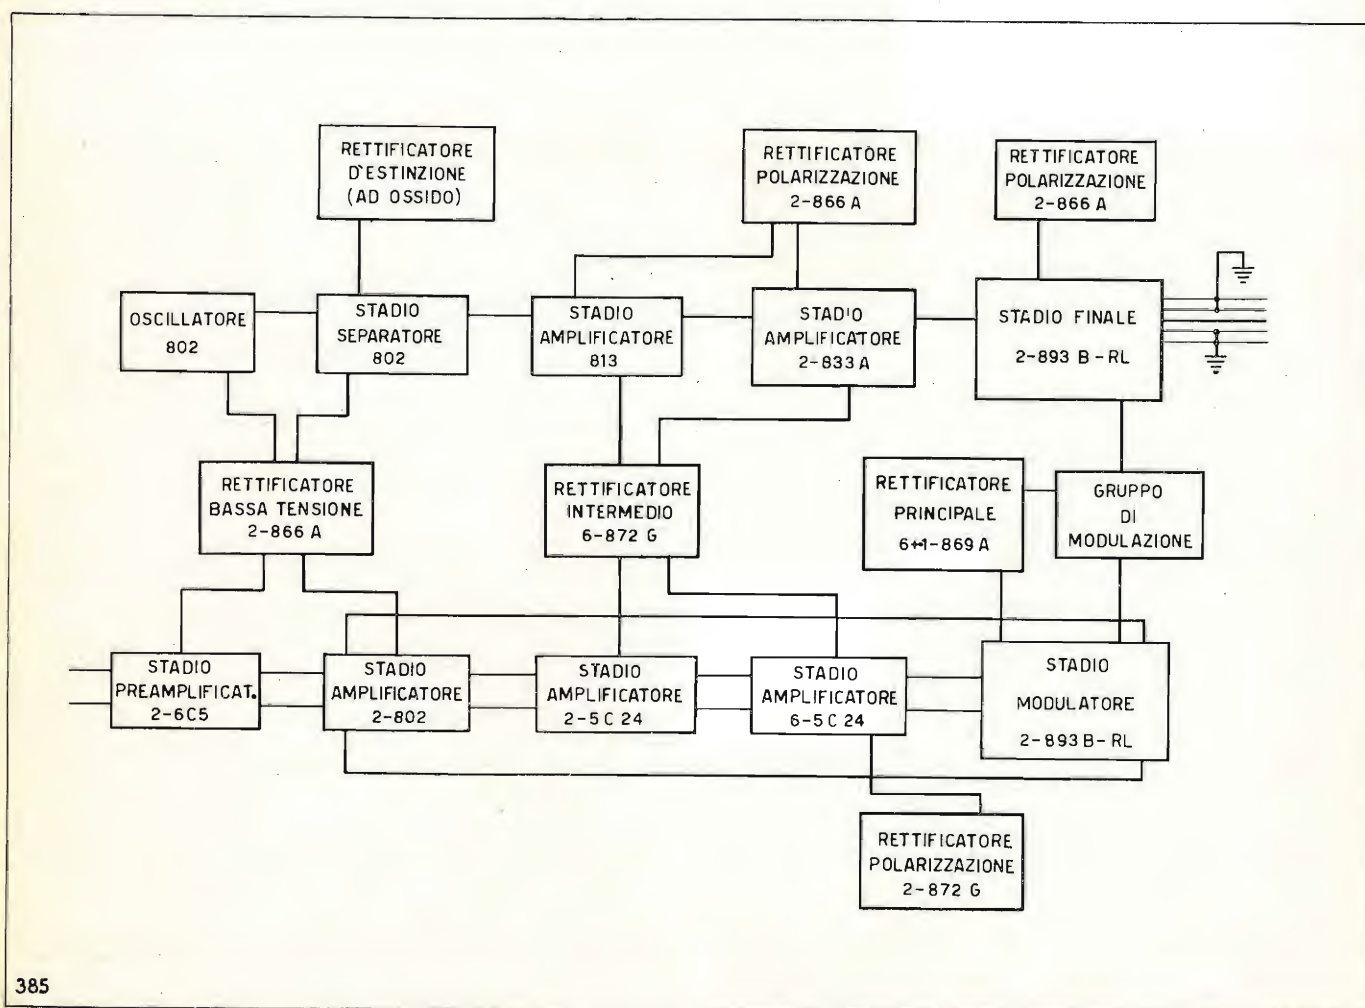 RETTIFICATORE
D'ESTINZIONE
(AD OSSIDO)
RETTIFICATORE
POLARIZZAZIONE
2-866 A
RETTIFICATORE
POLARIZZAZIONE
2-866 A
OSCILLATORE
802
STADIO
SEPARATORE
802
STADIO
AMPLIFICATORE
813
STADIO
AMPLIFICATORE
2-833 A
STADIO FINALE
2-893 B-RL
RETTIFICATORE
BASSA TENSIONE
2-866 A
RETTIFICATORE
INTERMEDIO
6-872 G
RETTIFICATORE
PRINCIPALE
6+1-869 A
GRUPPO
DI
MODULAZIONE
STADIO
PREAMPLIFICAT.
2-6C5
STADIO
AMPLIFICATORE
2-802
STADIO
AMPLIFICATORE
2-5C 24
STADIO
AMPLIFICATORE
6-5C 24
STADIO
MODULATORE
2-893 B-RL
RETTIFICATORE
POLARIZZAZIONE
2-872 G
385